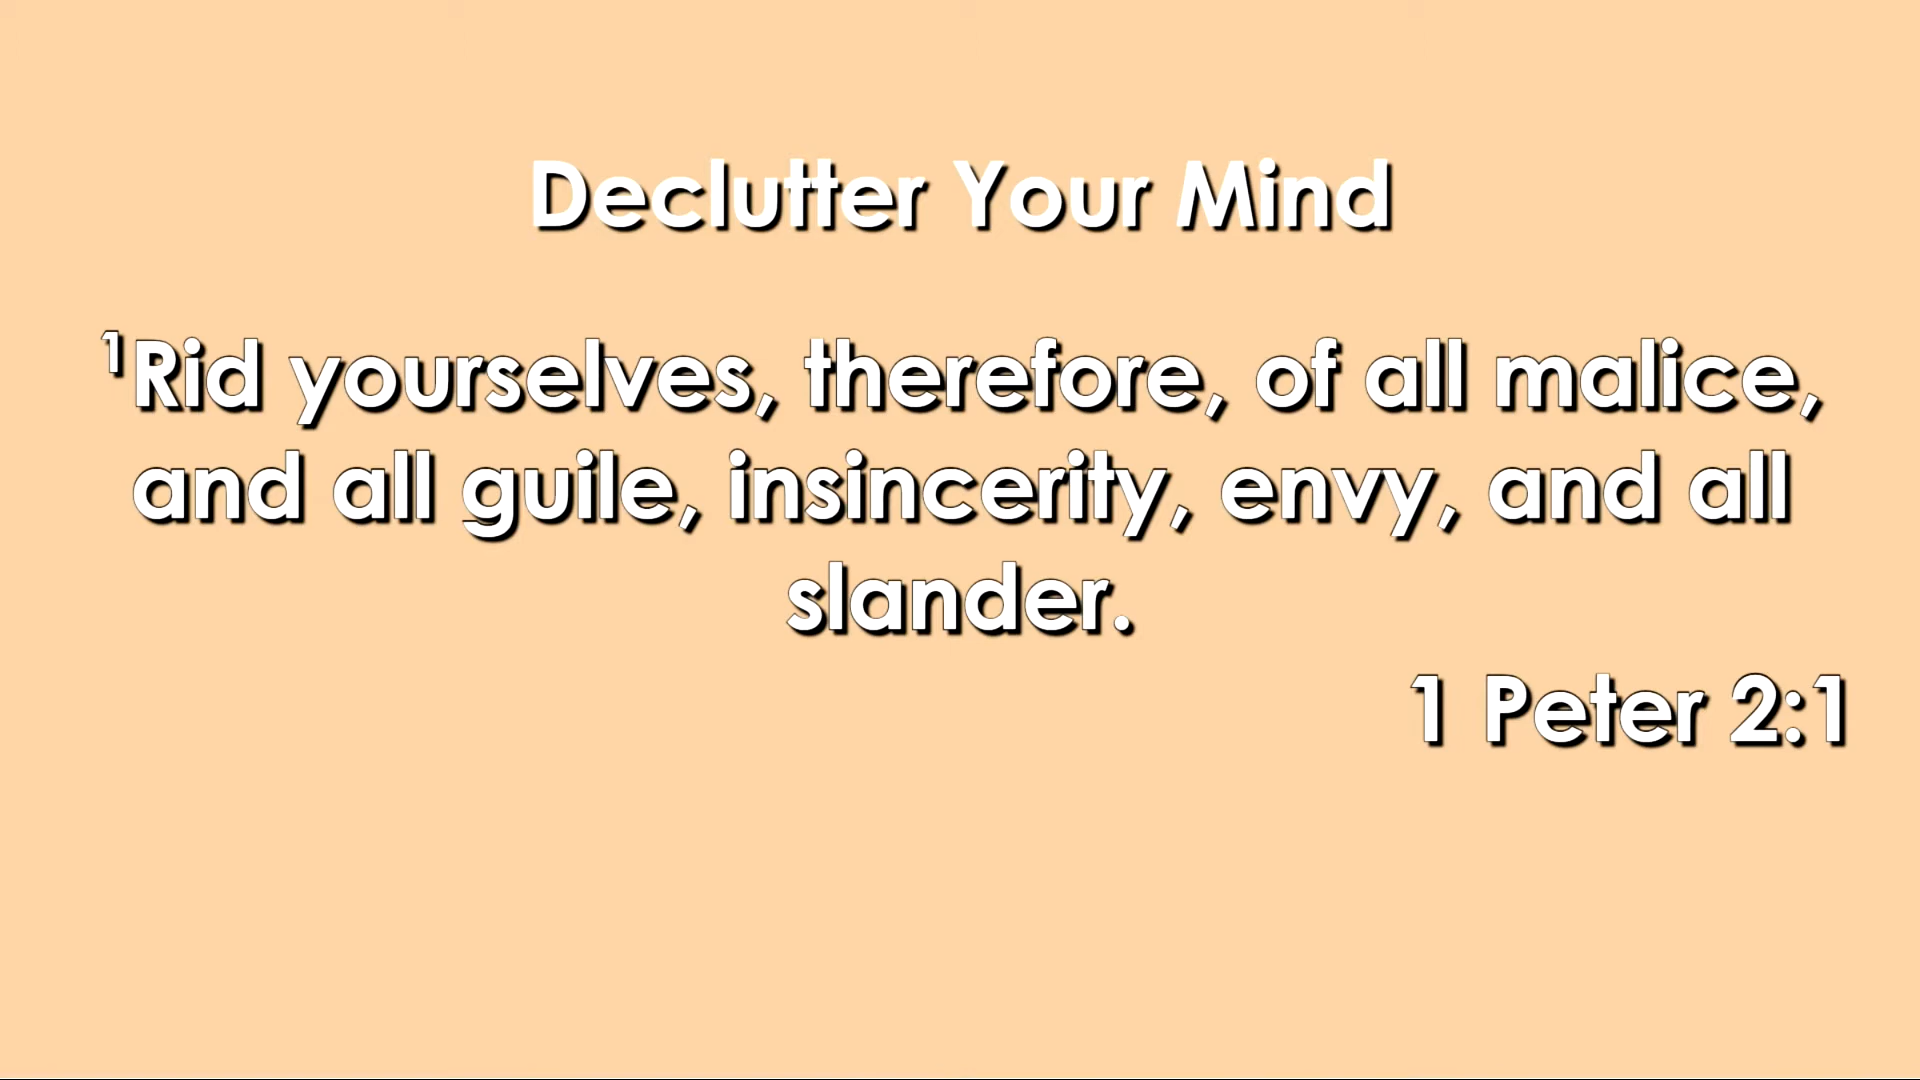 Declutter Your Mind
¹Rid yourselves, therefore, of all malice,
and all guile, insincerity, envy, and all
slander.
1 Peter 2:1